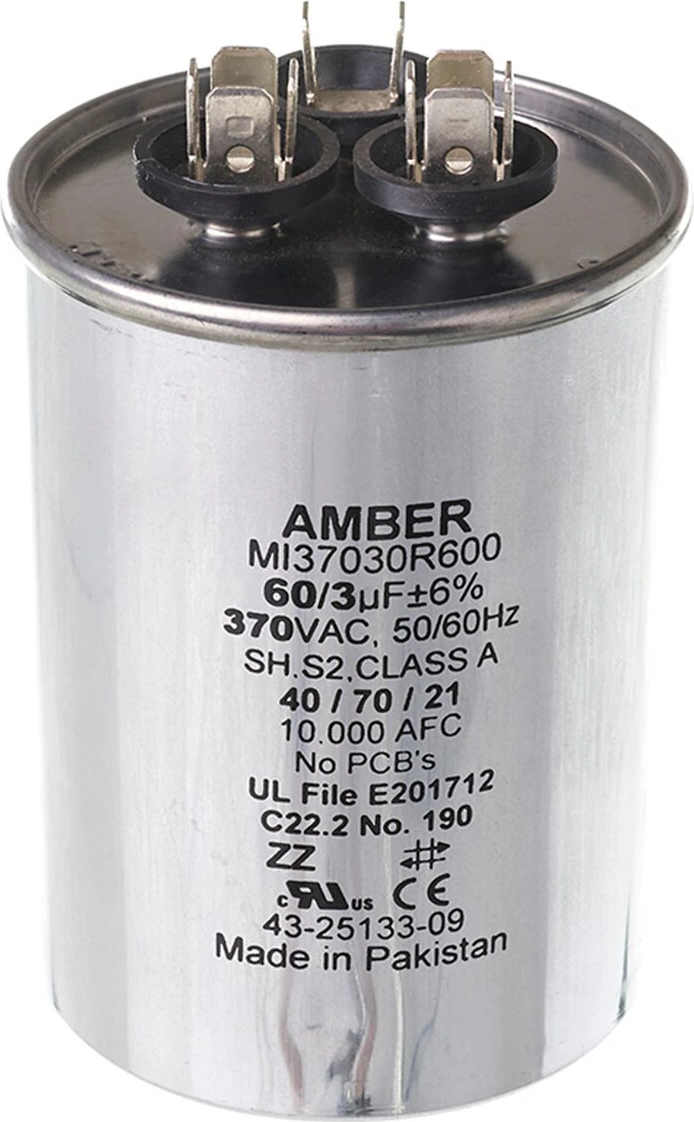 AMBER
MI37030R600
60/3µF±6%
370VAC, 50/60Hz
SH.S2.CLASS A
40 / 70 / 21
10.000 AFC
No PCB's
UL File E201712
C22.2 No. 190
ZZ
c RU US CE
43-25133-09
Made in Pakistan